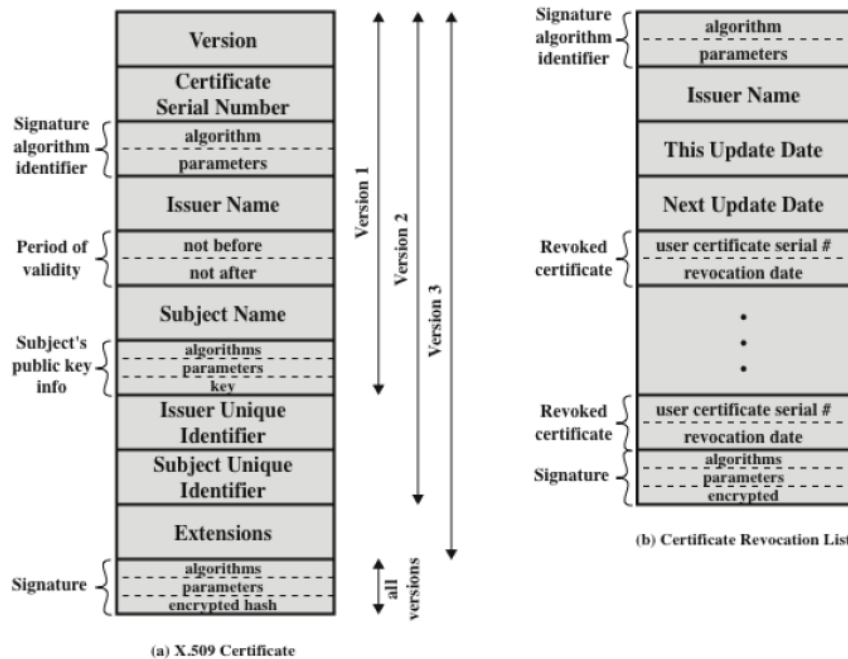 Version
Certificate
Serial Number
Signature
algorithm
identifier
algorithm
parameters
Issuer Name
Period of
validity
not before
not after
Subject Name
Subject's
public key
info
algorithms
parameters
key
Issuer Unique
Identifier
Subject Unique
Identifier
Extensions
Signature
algorithms
parameters
encrypted hash
Version 1
Version 2
Version 3
all
versions
(a) X.509 Certificate
Signature
algorithm
identifier
algorithm
parameters
Issuer Name
This Update Date
Next Update Date
Revoked
certificate
user certificate serial #
revocation date
Revoked
certificate
user certificate serial #
revocation date
Signature
algorithms
parameters
encrypted
(b) Certificate Revocation List